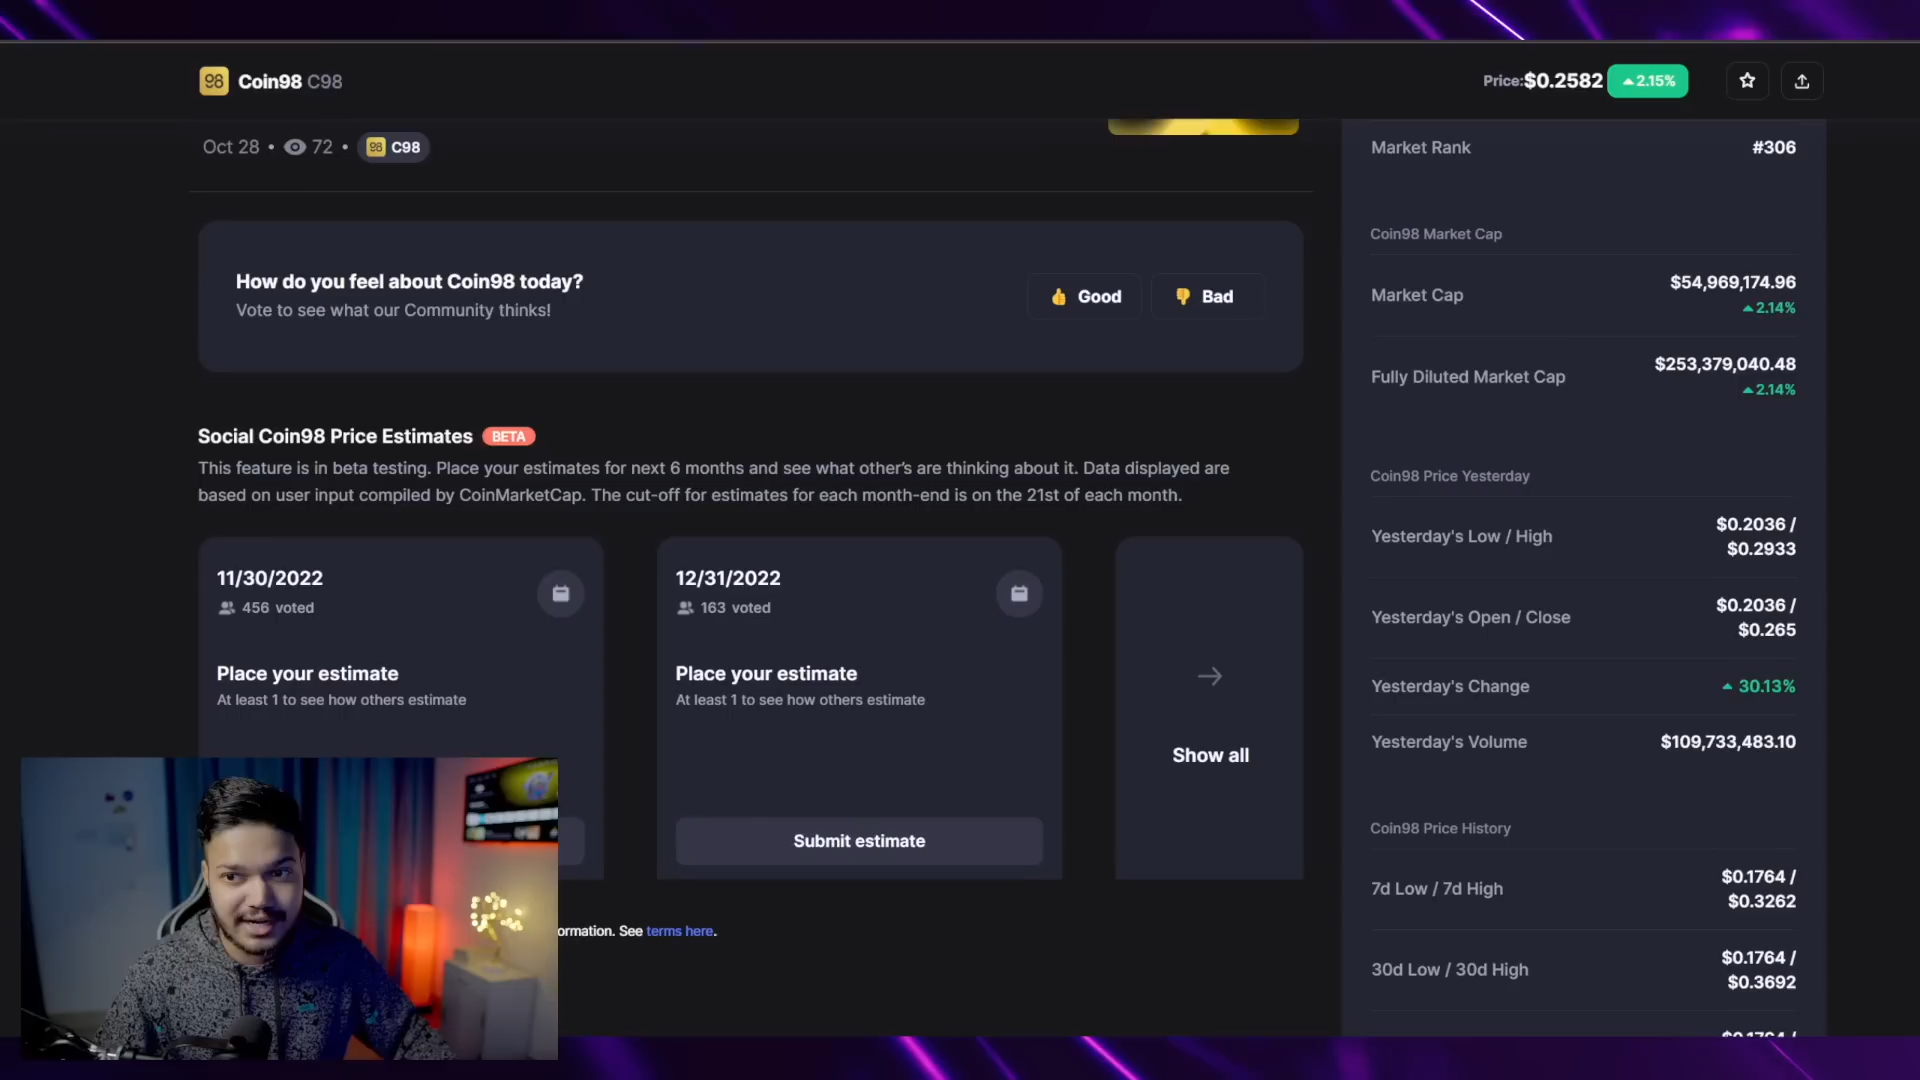 98 Coin98 C98
Price:$0.2582 2.15%
Oct 28 • 72 • 98 C98
How do you feel about Coin98 today?
Vote to see what our Community thinks!
Good
Bad
Social Coin98 Price Estimates BETA
This feature is in beta testing. Place your estimates for next 6 months and see what other's are thinking about it. Data displayed are
based on user input compiled by CoinMarketCap. The cut-off for estimates for each month-end is on the 21st of each month.
11/30/2022
456 voted
Place your estimate
At least 1 to see how others estimate
12/31/2022
163 voted
Place your estimate
At least 1 to see how others estimate
Submit estimate
Show all
ormation. See terms here.
Market Rank #306
Coin98 Market Cap
Market Cap $54,969,174.96
2.14%
Fully Diluted Market Cap $253,379,040.48
2.14%
Coin98 Price Yesterday
Yesterday's Low / High $0.2036 /
$0.2933
Yesterday's Open / Close $0.2036 /
$0.265
Yesterday's Change 30.13%
Yesterday's Volume $109,733,483.10
Coin98 Price History
7d Low / 7d High $0.1764 /
$0.3262
30d Low / 30d High $0.1764 /
$0.3692